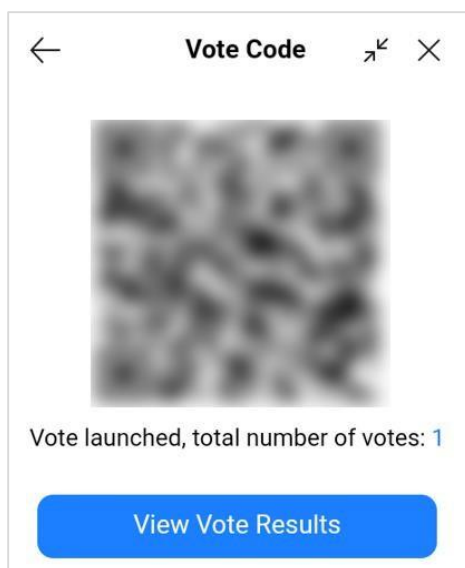 Vote Code
Vote launched, total number of votes: 1
View Vote Results